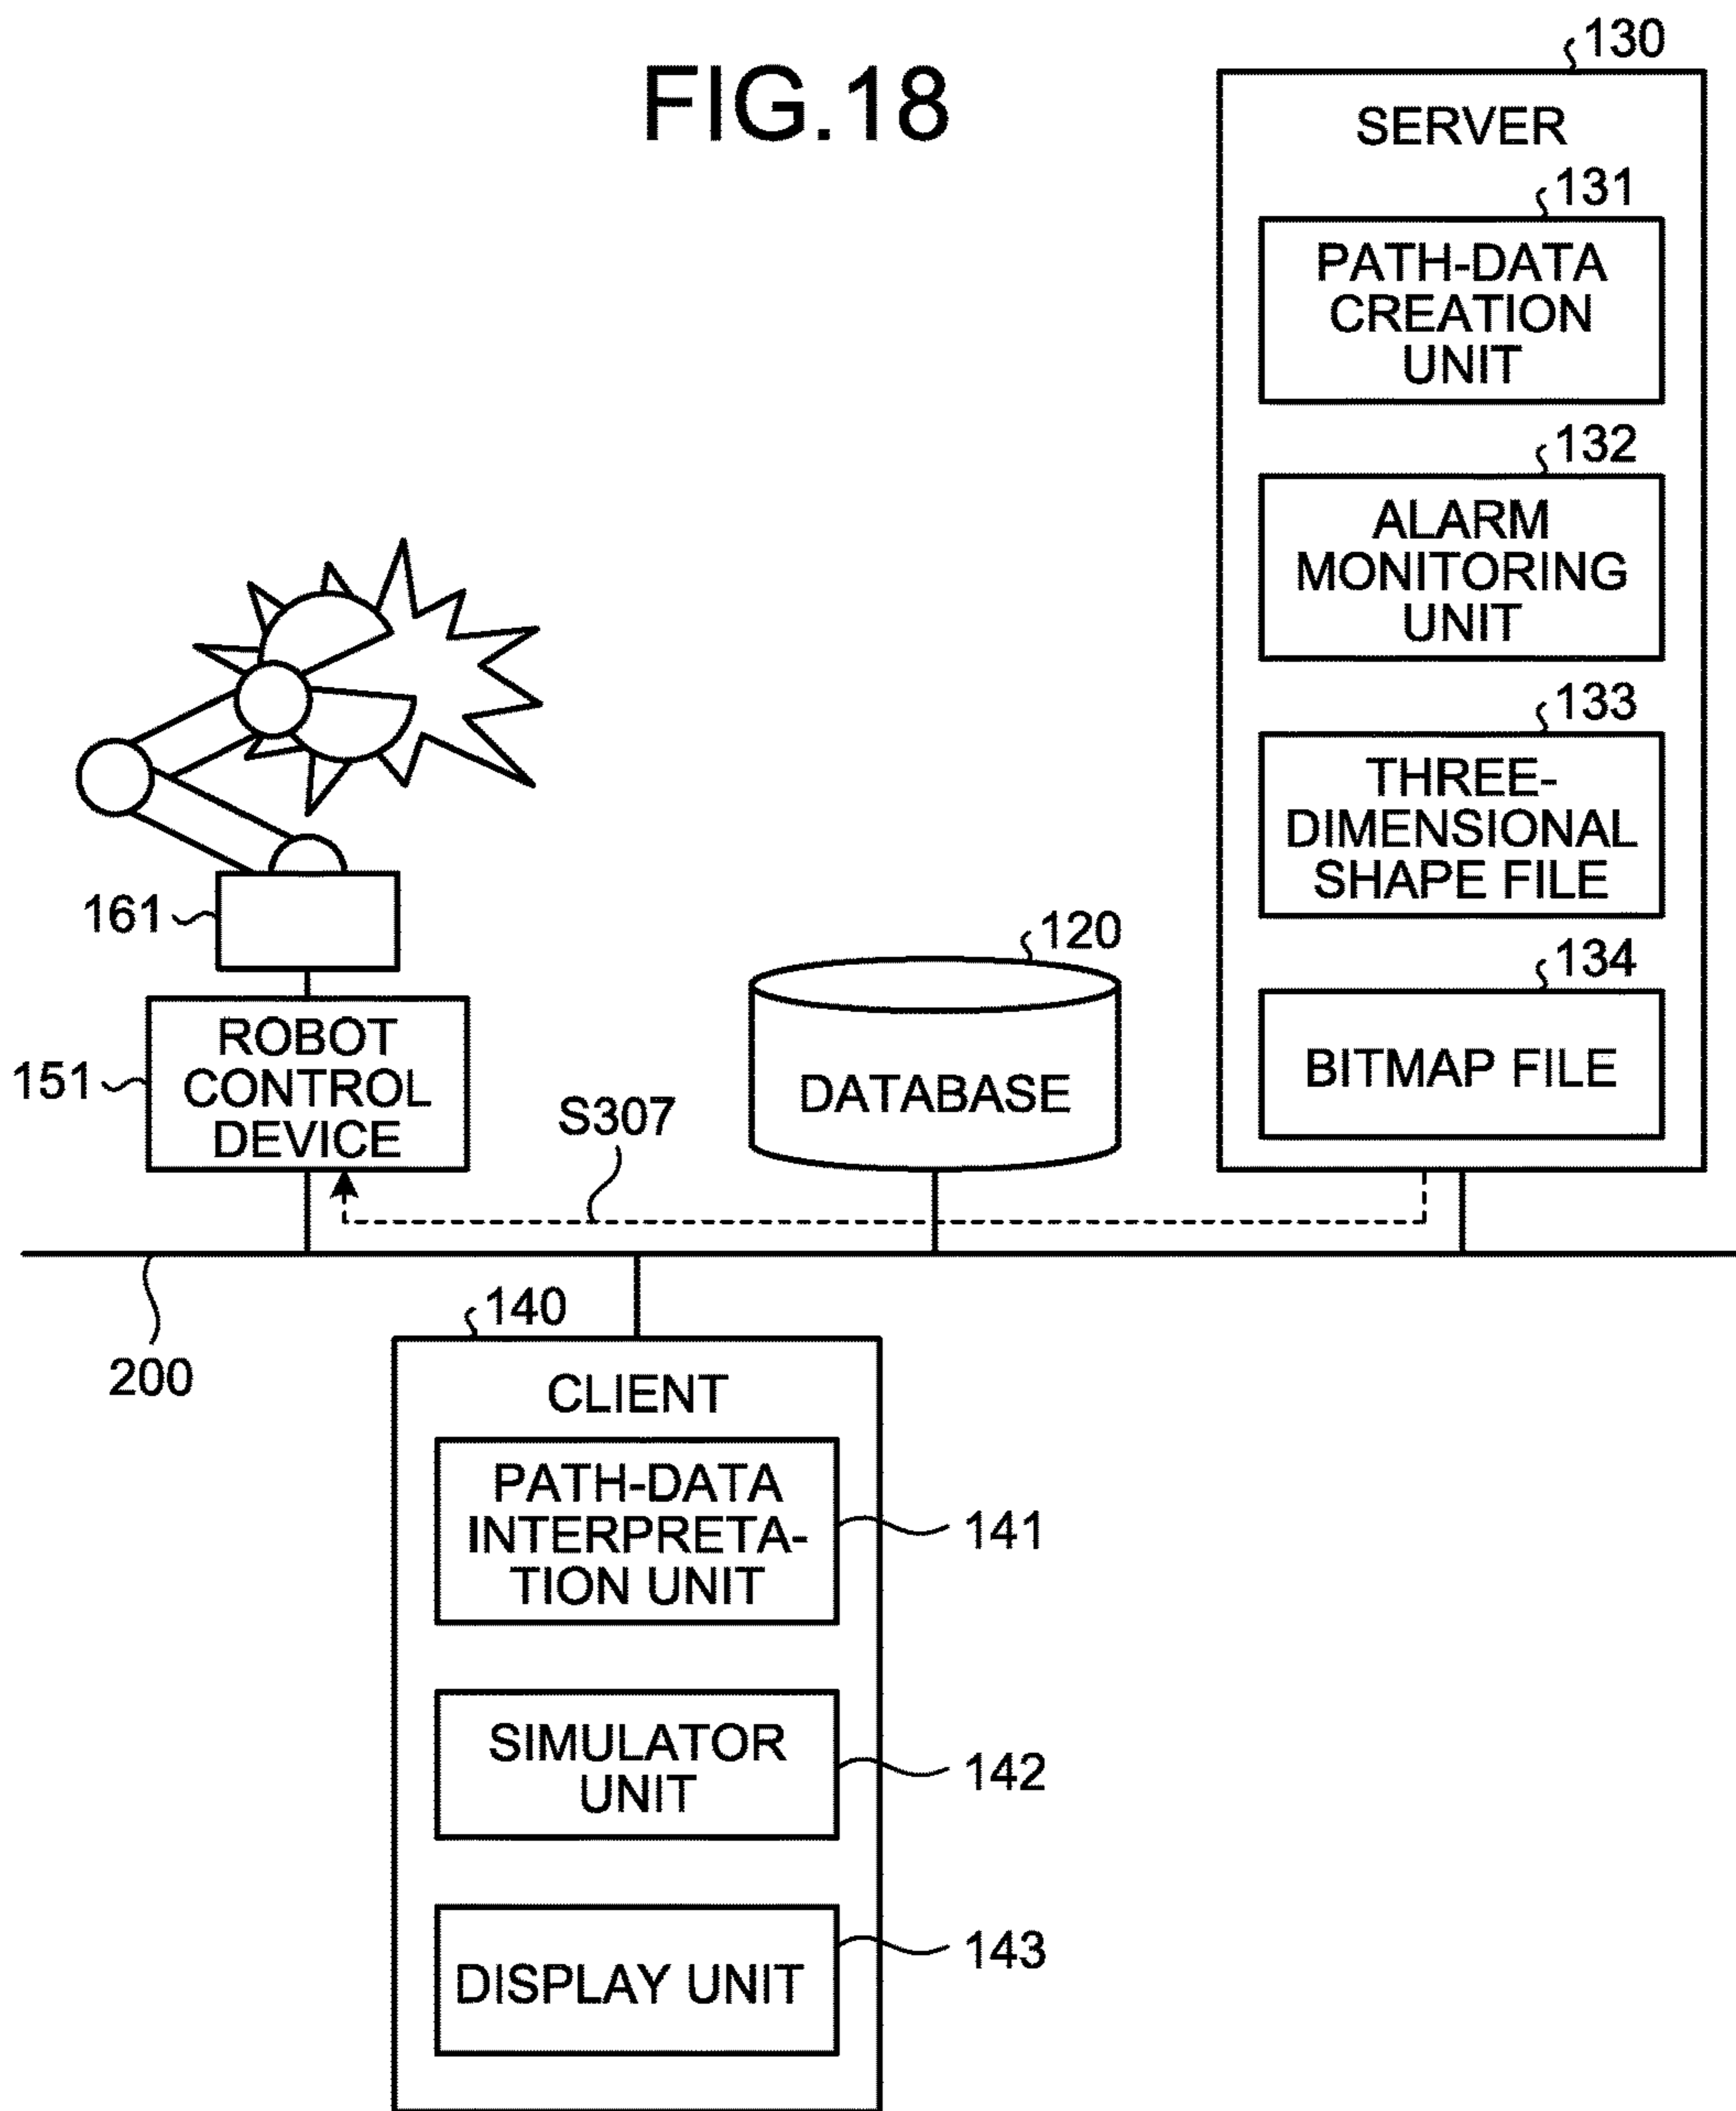 FIG.18
130
SERVER
131
PATH-DATA
CREATION
UNIT
132
ALARM
MONITORING
UNIT
133
THREE-
DIMENSIONAL
SHAPE FILE
134
BITMAP FILE
161
151
ROBOT
CONTROL
DEVICE
S307
120
DATABASE
200
140
CLIENT
PATH-DATA
INTERPRETA-
TION UNIT
141
SIMULATOR
UNIT
142
DISPLAY UNIT
143